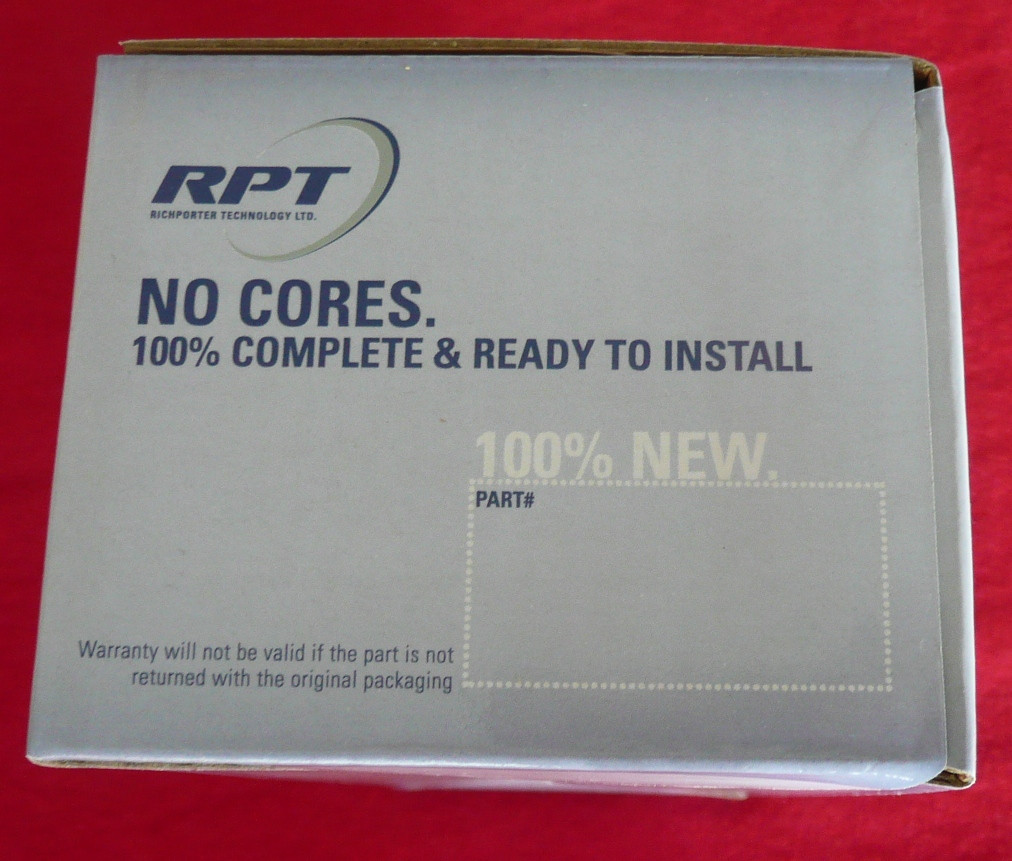 RPT
RICHPORTER TECHNOLOGY LTD.
NO CORES.
100% COMPLETE & READY TO INSTALL
100% NEW.
PART#
Warranty will not be valid if the part is not
returned with the original packaging